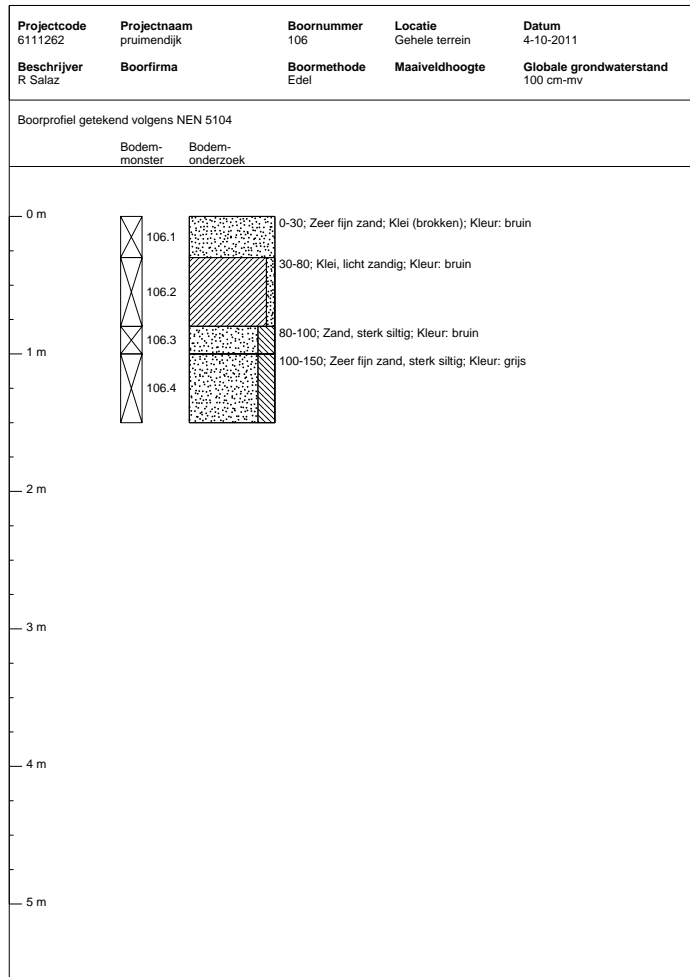 Projectcode Projectnaam Boornummer Locatie Datum
6111262 pruimendijk 106 Gehele terrein 4-10-2011
Beschrijver Boorfirma Boormethode Maaiveldhoogte Globale grondwaterstand
R Salaz Edel 100 cm-mv
Boorprofiel getekend volgens NEN 5104
Bodem- Bodem-
monster onderzoek
0 m
0-30; Zeer fijn zand; Klei (brokken); Kleur: bruin
106.1
30-80; Klei, licht zandig; Kleur: bruin
106.2
80-100; Zand, sterk siltig; Kleur: bruin
106.3
1 m
100-150; Zeer fijn zand, sterk siltig; Kleur: grijs
106.4
2 m
3 m
4 m
5 m